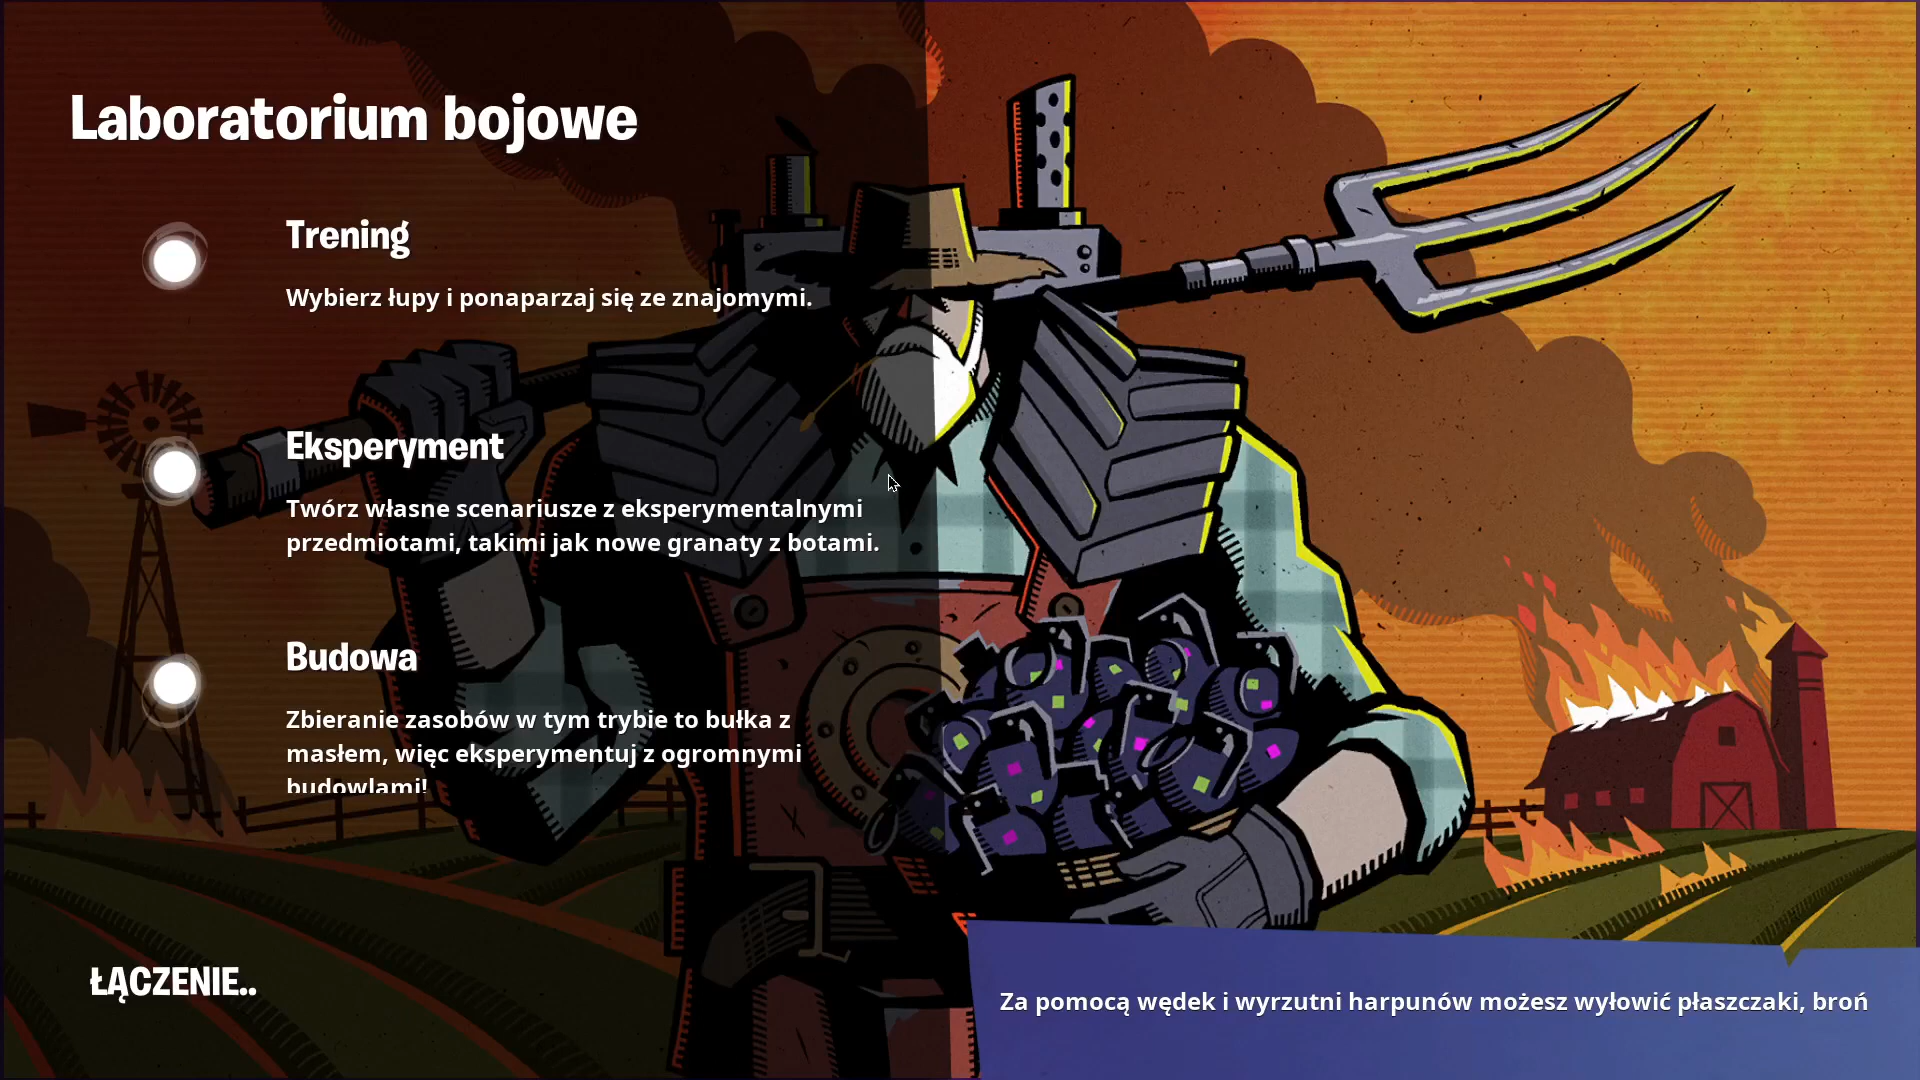 Laboratorium bojowe
Trening
Wybierz łupy i ponaparzaj się ze znajomymi.
Eksperyment
Twórz własne scenariusze z eksperymentalnymi
przedmiotami, takimi jak nowe granaty z botami.
Budowa
Zbieranie zasobów w tym trybie to bułka z
masłem, więc eksperymentuj z ogromnymi
budowlami!
ŁĄCZENIE..
Za pomocą wędek i wyrzutni harpunów możesz wyłowić płaszczaki, broń